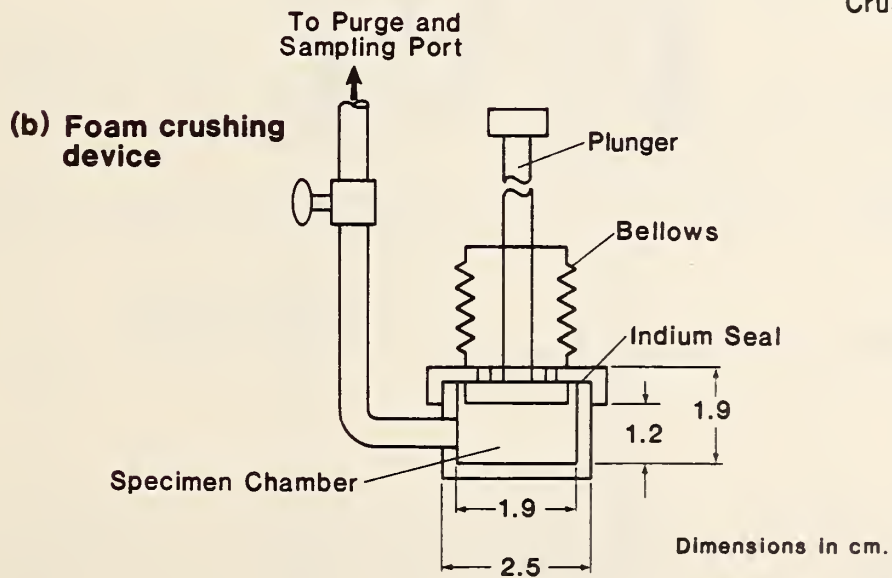 Cru
To Purge and
Sampling Port
(b) Foam crushing
device
Plunger
Bellows
Indium Seal
1.9
1.2
Specimen Chamber
1.9
2.5
Dimensions in cm.